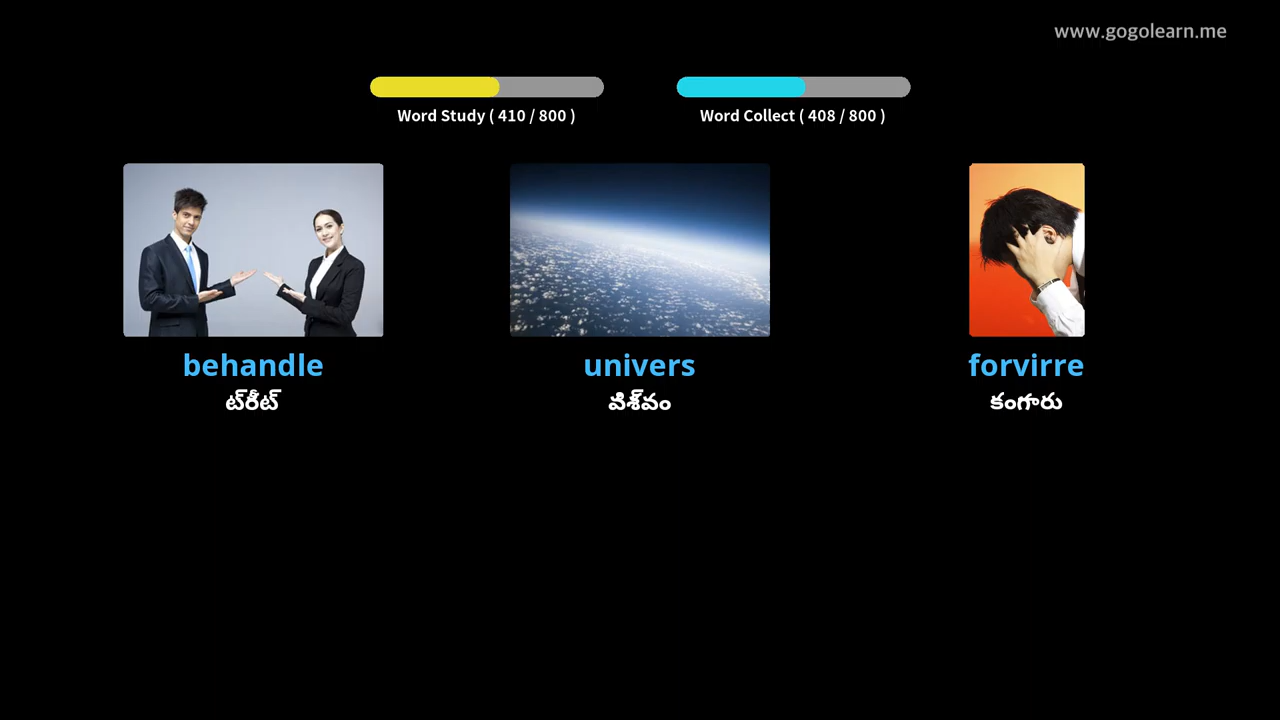 www.gogolearn.me
Word Study ( 410 / 800 )
Word Collect ( 408 / 800 )
behandle
ట్‌రీట్
univers
విశ్‌వం
forvirre
కంగారు